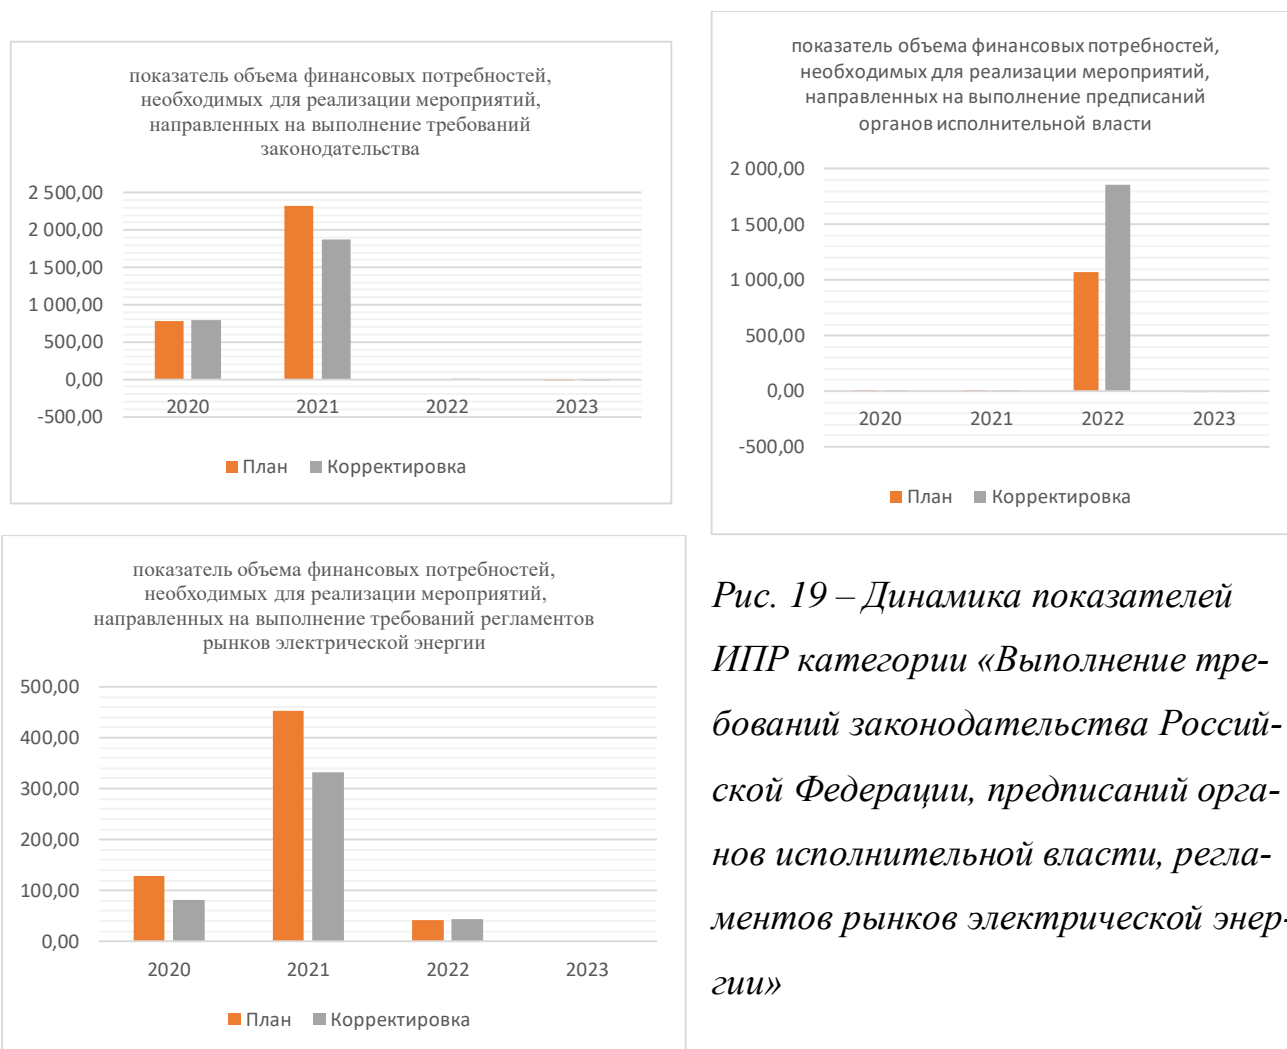 показатель объема финансовых потребностей,
необходимых для реализации мероприятий,
направленных на выполнение требований
законодательства
2 500,00
2 000,00
1 500,00
1 000,00
500,00
0,00
-500,00
2020 2021 2022 2023
План Корректировка
показатель объема финансовых потребностей,
необходимых для реализации мероприятий,
направленных на выполнение предписаний
органов исполнительной власти
2 000,00
1 500,00
1 000,00
500,00
0,00
-500,00
2020 2021 2022 2023
План Корректировка
показатель объема финансовых потребностей,
необходимых для реализации мероприятий,
направленных на выполнение требований регламентов
рынков электрической энергии
500,00
400,00
300,00
200,00
100,00
0,00
2020 2021 2022 2023
План Корректировка
Рис. 19 – Динамика показателей
ИПР категории «Выполнение тре-
бований законодательства Россий-
ской Федерации, предписаний орга-
нов исполнительной власти, регла-
ментов рынков электрической энер-
гии»